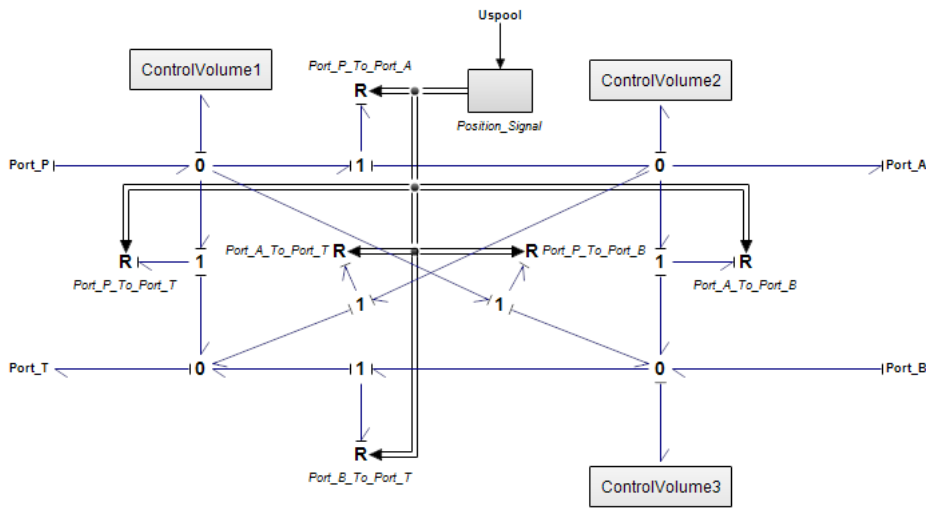 Uspool
ControlVolume1
Port_P_To_Port_A
ControlVolume2
R
Position_Signal
Port_P
0
1
0
Port_A
Port_A_To_Port_T
R
R
Port_P_To_Port_B
R
1
1
R
Port_P_To_Port_T
Port_A_To_Port_B
1
1
Port_T
0
1
0
Port_B
R
Port_B_To_Port_T
ControlVolume3